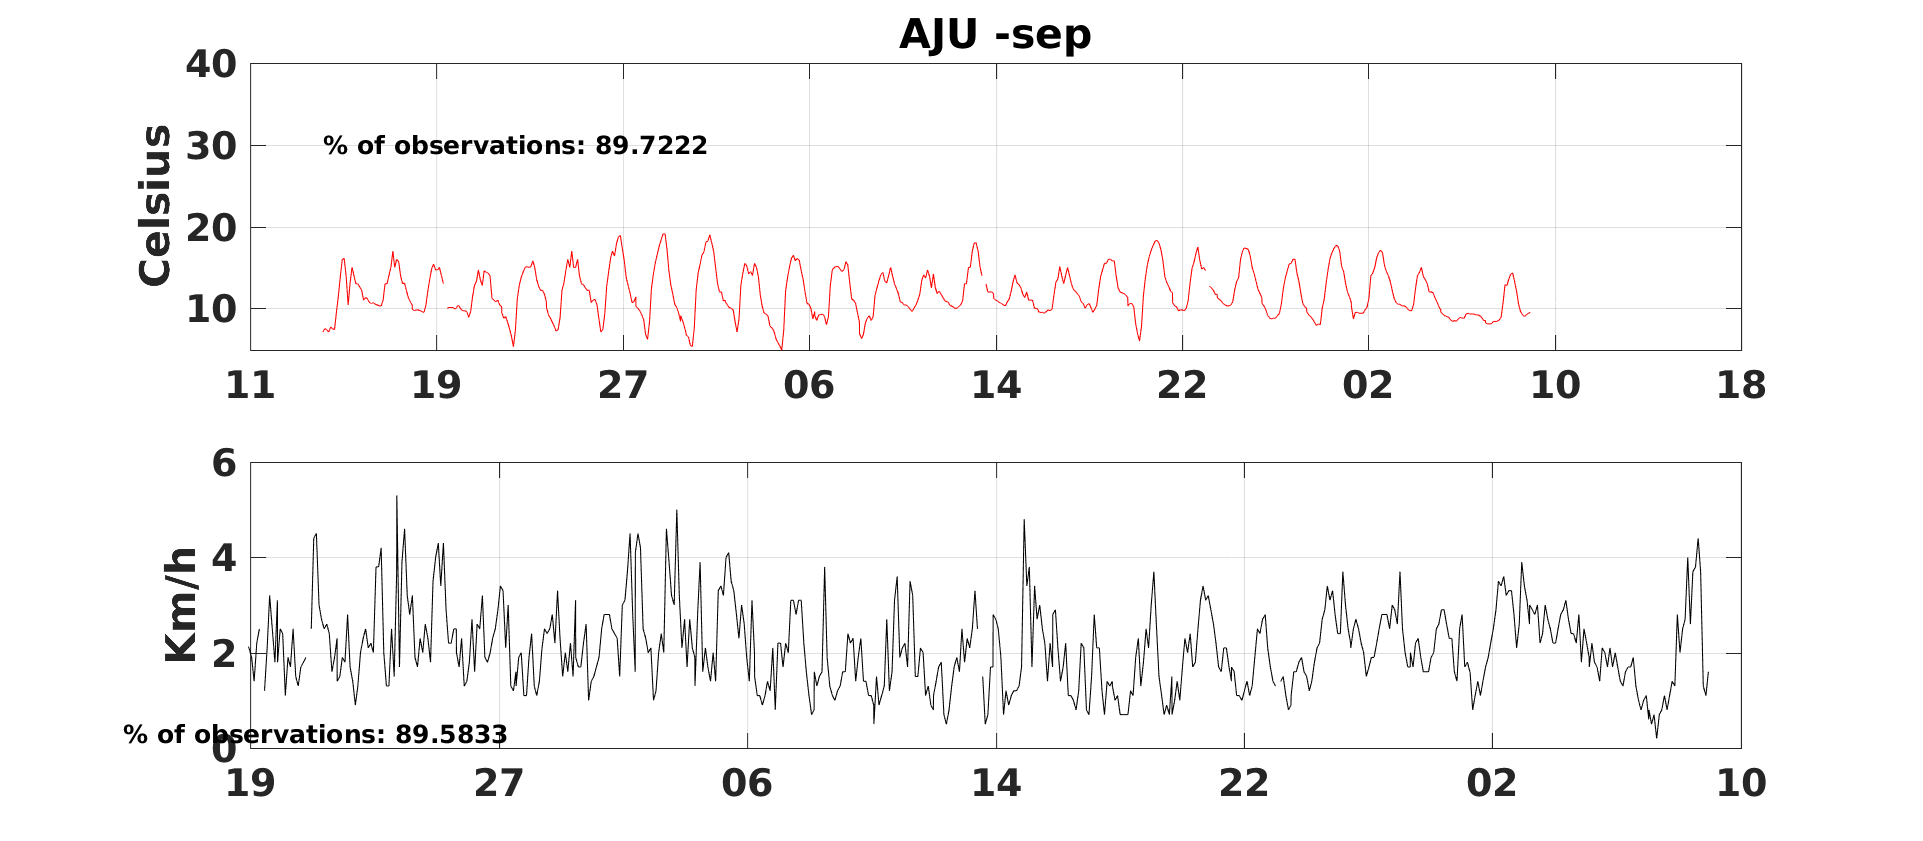 AJU -sep
Celsius
40
30
20
10
% of observations: 89.7222
11 19 27 06 14 22 02 10 18
Km/h
6
4
2
0
% of observations: 89.5833
19 27 06 14 22 02 10